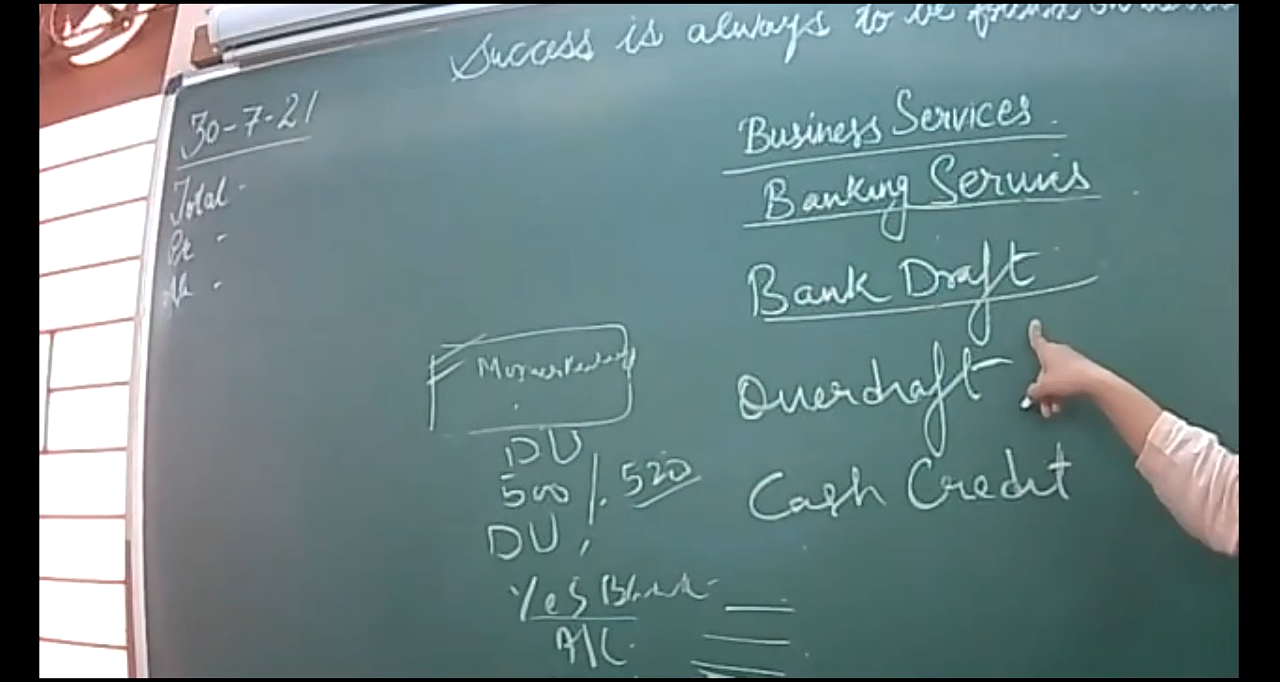 Success is always to be
30-7-21
Total -
Business Services.
Banking Services
Bank Draft
Overdraft
Cash Credit
DU
500 /. 520
DU
Yes Bank
A/C